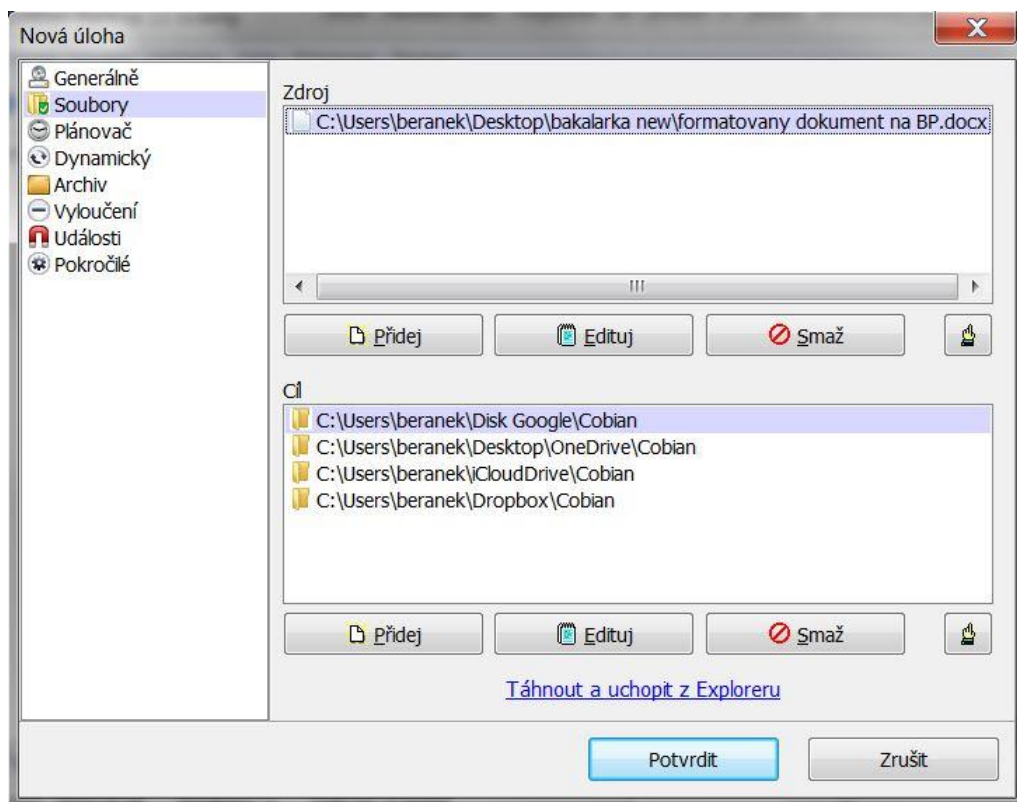 Nová úloha
Generálně
Soubory
Plánovač
Dynamický
Archiv
Vyloučení
Události
Pokročilé
Zdroj
C:\Users\beranek\Desktop\bakalarka new\formatovany dokument na BP.docx
Přidej
Edituj
Smaž
Cíl
C:\Users\beranek\Disk Google\Cobian
C:\Users\beranek\Desktop\OneDrive\Cobian
C:\Users\beranek\iCloudDrive\Cobian
C:\Users\beranek\Dropbox\Cobian
Přidej
Edituj
Smaž
Táhnout a uchopit z Exploreru
Potvrdit
Zrušit